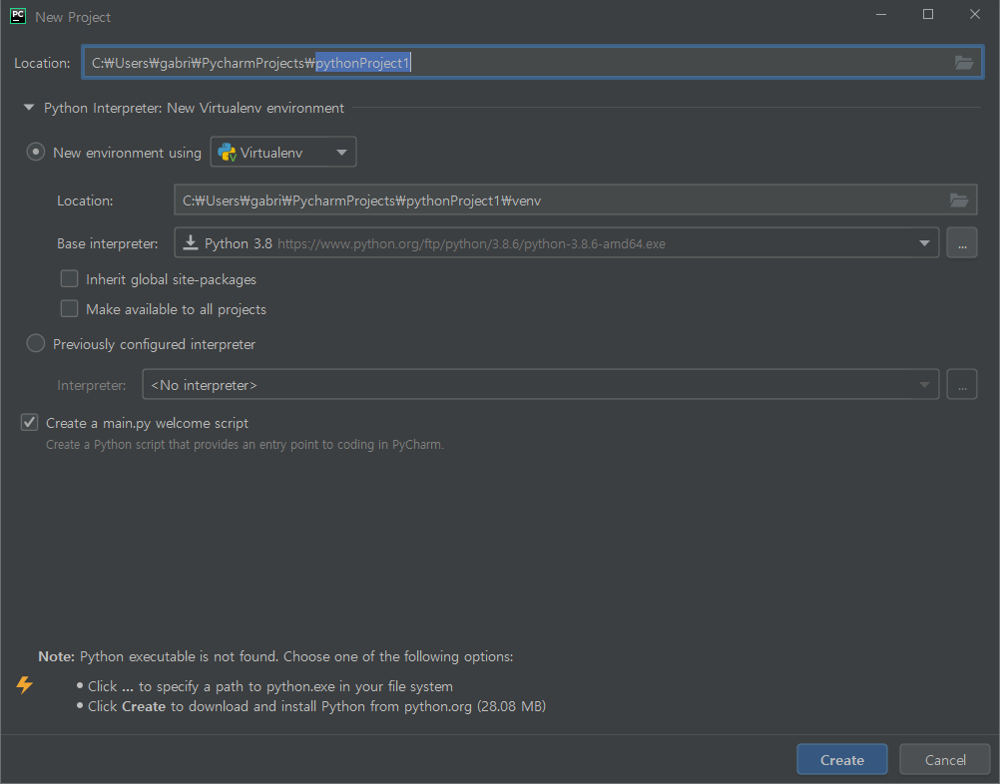 PC New Project
Location: C:₩Users₩gabri₩PycharmProjects₩pythonProject1
Python Interpreter: New Virtualenv environment
New environment using Virtualenv
Location: C:₩Users₩gabri₩PycharmProjects₩pythonProject1₩venv
Base interpreter: Python 3.8 https://www.python.org/ftp/python/3.8.6/python-3.8.6-amd64.exe ...
Inherit global site-packages
Make available to all projects
Previously configured interpreter
Interpreter: <No interpreter> ...
Create a main.py welcome script
Create a Python script that provides an entry point to coding in PyCharm.
Note: Python executable is not found. Choose one of the following options:
• Click ... to specify a path to python.exe in your file system
• Click Create to download and install Python from python.org (28.08 MB)
Create Cancel